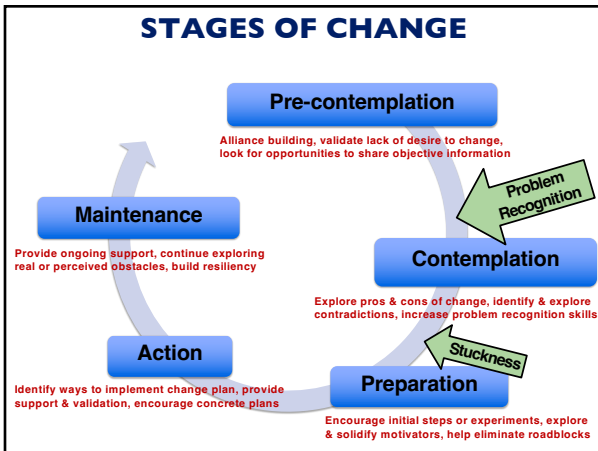 STAGES OF CHANGE
Pre-contemplation
Alliance building, validate lack of desire to change,
look for opportunities to share objective information
Problem
Recognition
Contemplation
Explore pros & cons of change, identify & explore
contradictions, increase problem recognition skills
Stuckness
Preparation
Encourage initial steps or experiments, explore
& solidify motivators, help eliminate roadblocks
Action
Identify ways to implement change plan, provide
support & validation, encourage concrete plans
Maintenance
Provide ongoing support, continue exploring
real or perceived obstacles, build resiliency